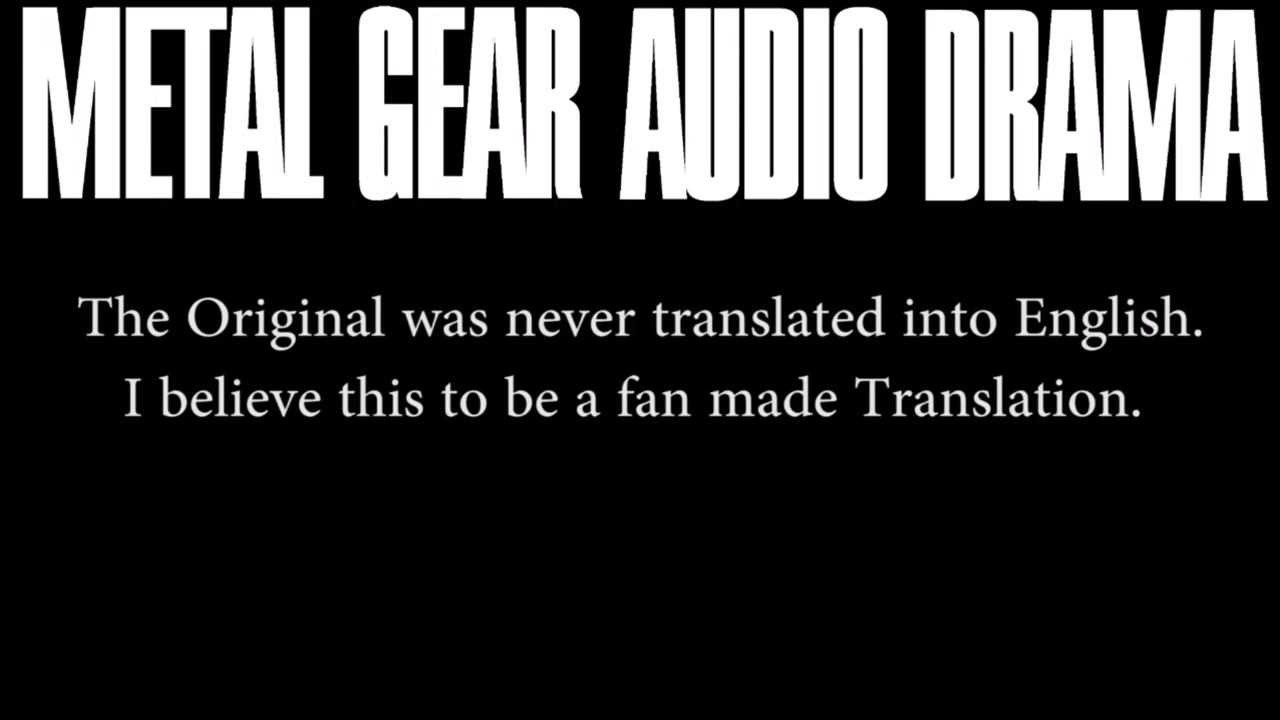 METAL GEAR AUDIO DRAMA
The Original was never translated into English.
I believe this to be a fan made Translation.